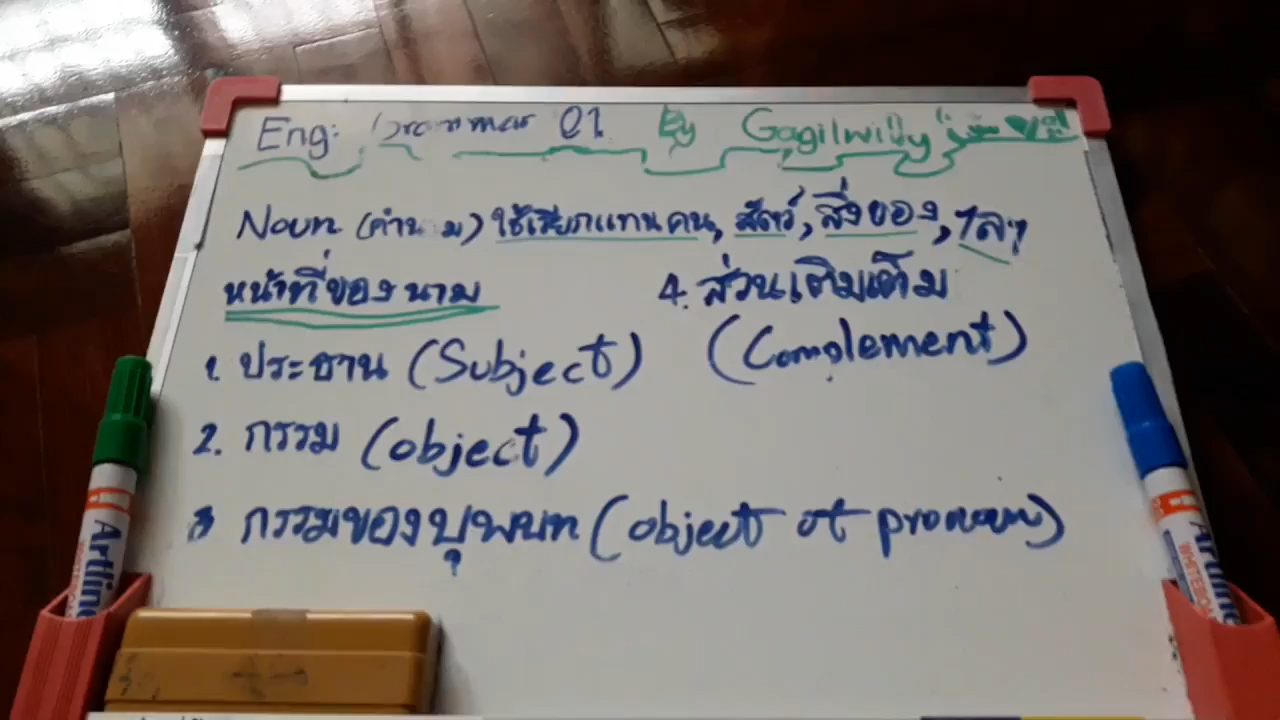 Eng: Grammar 01 By Gagilwilly
Noun (คำนาม) ใช้เรียกแทนคน, สัตว์, สิ่งของ, ฯลฯ
หน้าที่ของนาม
1. ประธาน (Subject)
2. กรรม (object)
3 กรรมของบุพบท (object of pronoun)
4. ส่วนเติมเต็ม
(Complement)
Artline
Artline